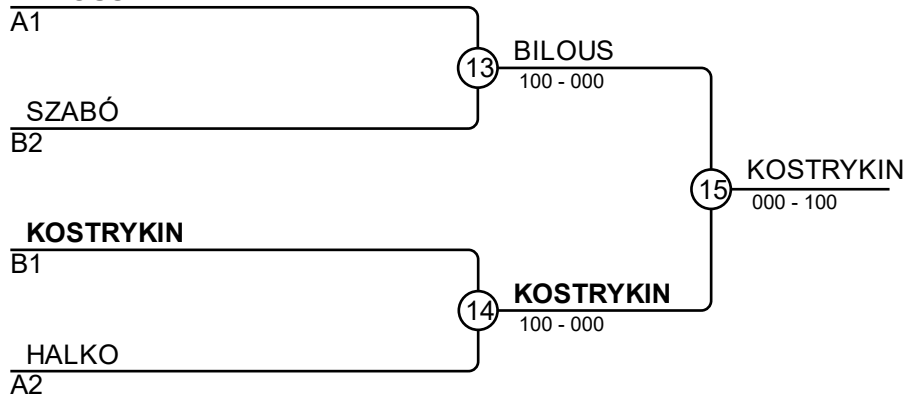 A1
13
BILOUS
100 - 000
SZABÓ
B2
15
KOSTRYKIN
000 - 100
KOSTRYKIN
B1
14
KOSTRYKIN
100 - 000
HALKO
A2